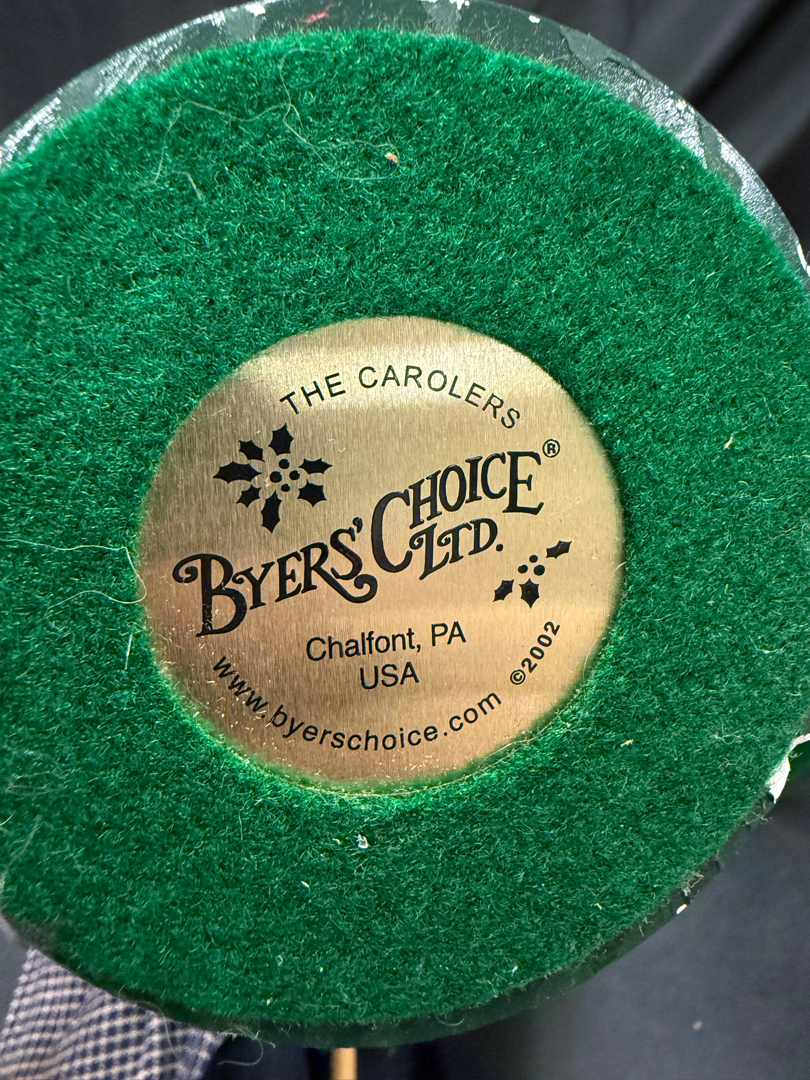 THE CAROLERS
BYERS' CHOICE®
LTD.
Chalfont, PA
USA
www.byerschoice.com
©2002